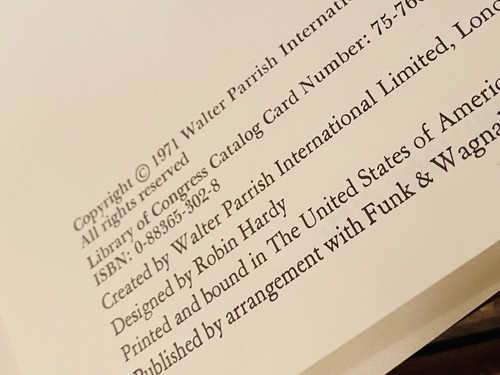 Copyright © 1971 Walter Parrish Internati
All rights reserved
Library of Congress Catalog Card Number: 75-76
ISBN: 0-88365-302-8
Created by Walter Parrish International Limited, Lon
Designed by Robin Hardy
Printed and bound in The United States of Americ
Published by arrangement with Funk & Wagna